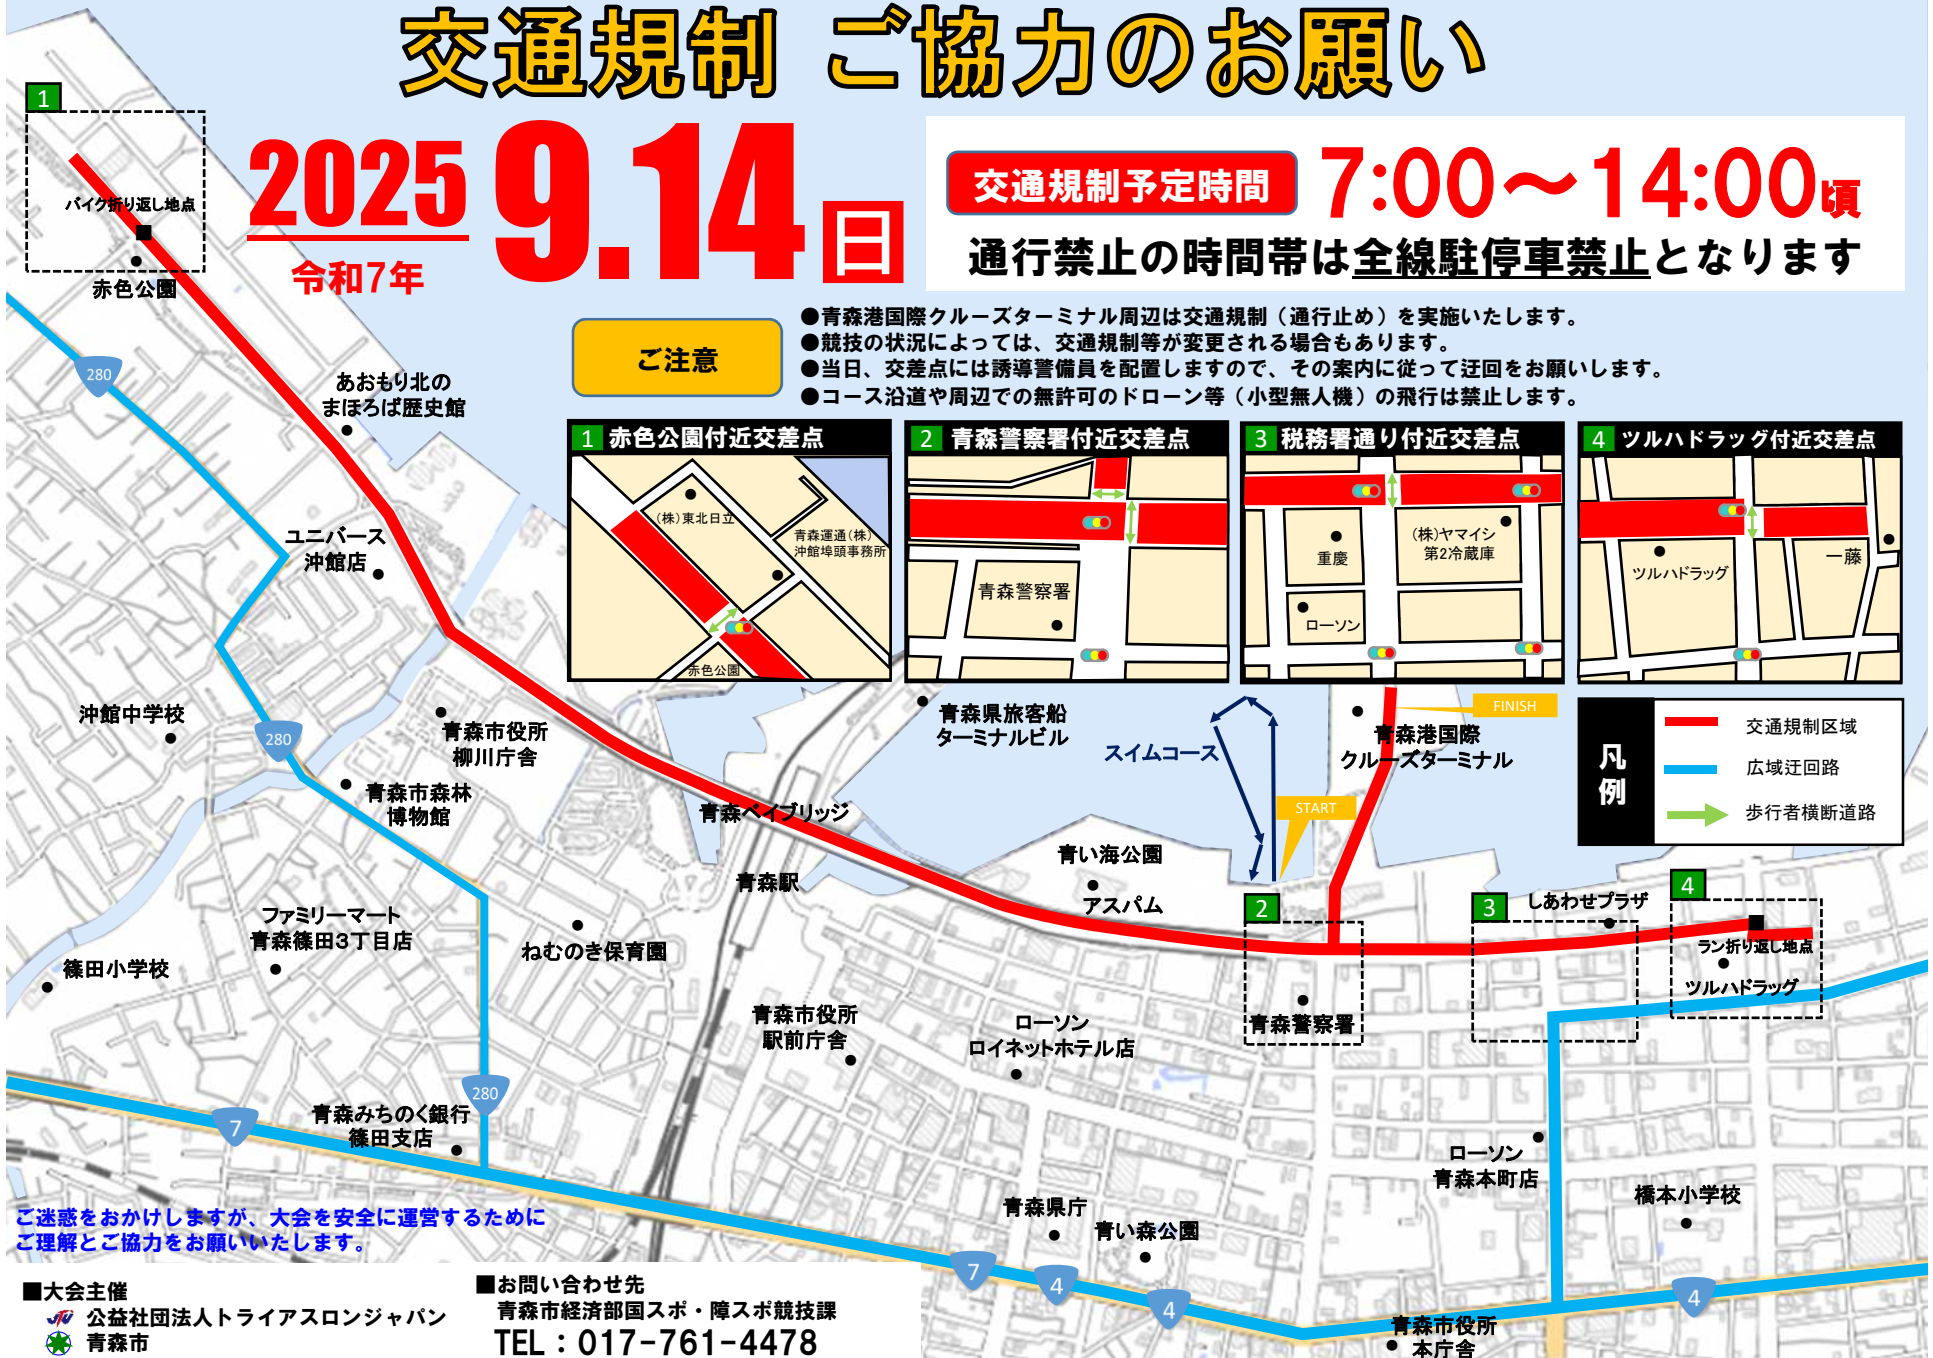 交通規制 ご協力のお願い
2025
令和7年
9.14
日
交通規制予定時間
7:00～14:00頃
通行禁止の時間帯は全線駐停車禁止となります
ご注意
●青森港国際クルーズターミナル周辺は交通規制（通行止め）を実施いたします。
●競技の状況によっては、交通規制等が変更される場合もあります。
●当日、交差点には誘導警備員を配置しますので、その案内に従って迂回をお願いします。
●コース沿道や周辺での無許可のドローン等（小型無人機）の飛行は禁止します。
1
バイク折り返し地点
赤色公園
280
あおもり北の
まほろば歴史館
ユニバース
沖館店
1 赤色公園付近交差点
(株)東北日立
青森運通(株)
沖館埠頭事務所
赤色公園
2 青森警察署付近交差点
青森警察署
3 税務署通り付近交差点
重慶
(株)ヤマイシ
第2冷蔵庫
ローソン
4 ツルハドラッグ付近交差点
ツルハドラッグ
一藤
沖館中学校
280
青森市役所
柳川庁舎
青森市森林
博物館
青森県旅客船
ターミナルビル
スイムコース
START
FINISH
青森港国際
クルーズターミナル
凡例
交通規制区域
広域迂回路
歩行者横断道路
青森ベイブリッジ
青森駅
青い海公園
アスパム
2
青森警察署
3
しあわせプラザ
4
ラン折り返し地点
ツルハドラッグ
ファミリーマート
青森篠田3丁目店
篠田小学校
ねむのき保育園
青森市役所
駅前庁舎
ローソン
ロイネットホテル店
280
7
青森みちのく銀行
篠田支店
ローソン
青森本町店
橋本小学校
青森県庁
青い森公園
7
4
4
4
青森市役所
本庁舎
ご迷惑をおかけしますが、大会を安全に運営するために
ご理解とご協力をお願いいたします。
■大会主催
JTU
公益社団法人トライアスロンジャパン
青森市
■お問い合わせ先
青森市経済部国スポ・障スポ競技課
TEL：017-761-4478